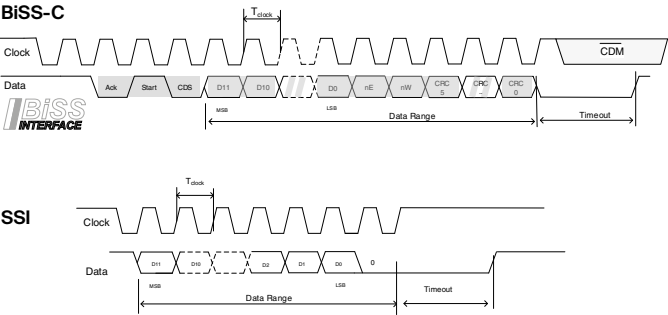 BiSS-C
Tclock
Clock
CDM
Data
Ack Start CDS D11 D10 D0 nE nW CRC 5 CRC - CRC 0
MSB LSB
BiSS
INTERFACE
Data Range
Timeout
Tclock
SSI
Clock
Data
D11 D10 D2 D1 D0 0
MSB LSB
Data Range
Timeout